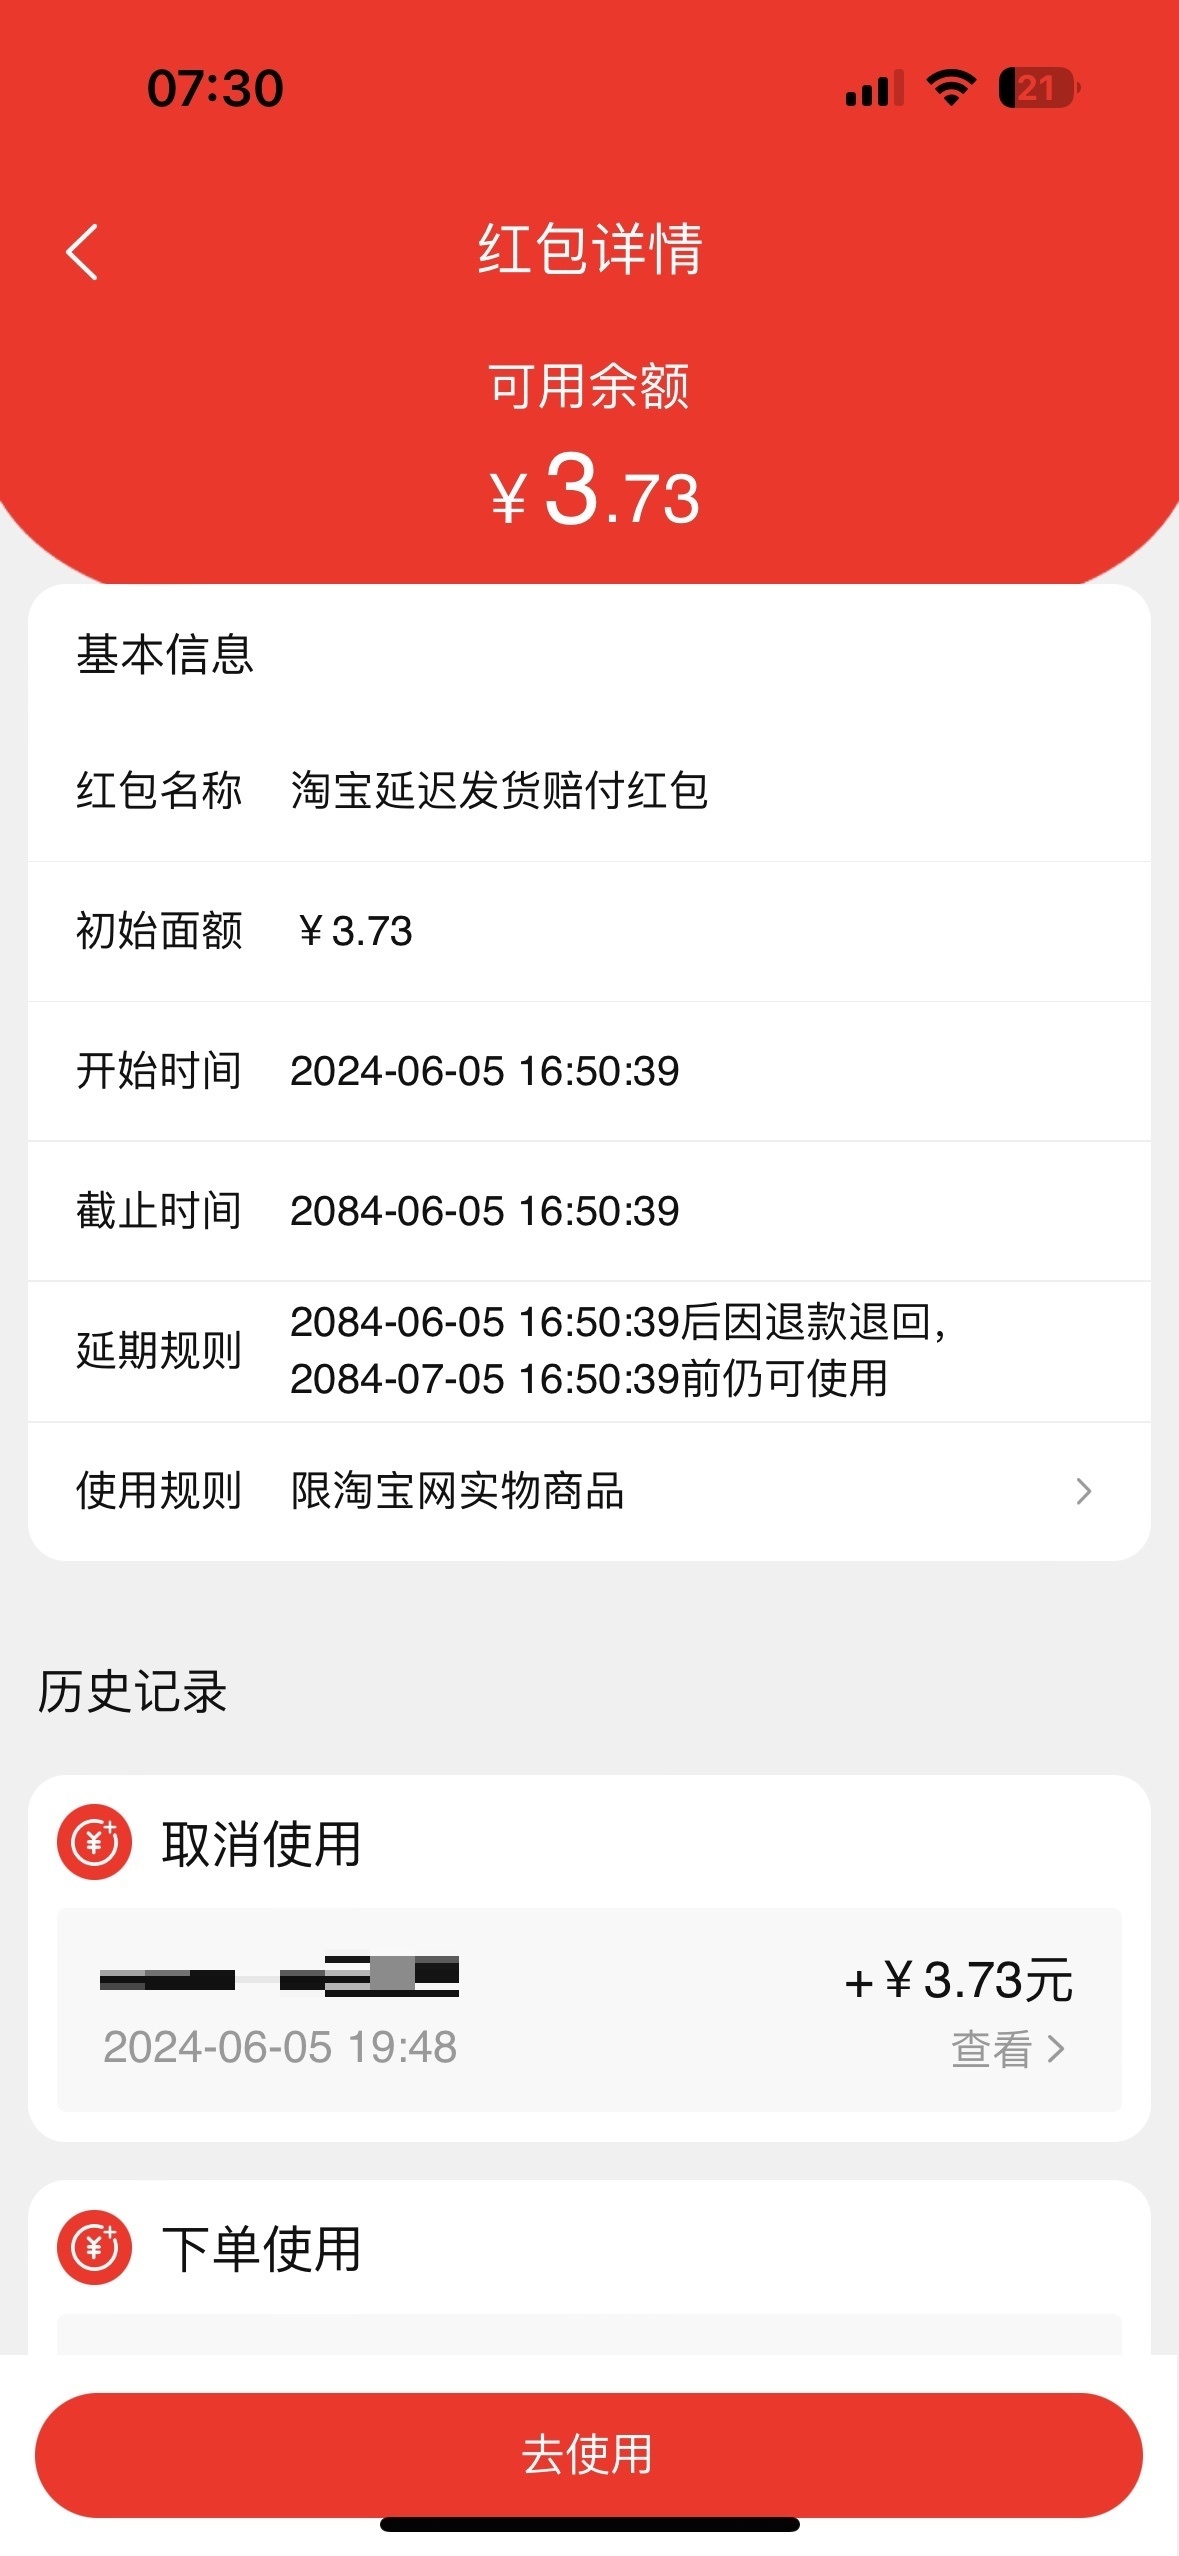 07:30
21
红包详情
可用余额
¥3.73
基本信息
红包名称 淘宝延迟发货赔付红包
初始面额 ¥3.73
开始时间 2024-06-05 16:50:39
截止时间 2084-06-05 16:50:39
延期规则 2084-06-05 16:50:39后因退款退回，
2084-07-05 16:50:39前仍可使用
使用规则 限淘宝网实物商品
历史记录
取消使用
+¥3.73元
2024-06-05 19:48 查看
下单使用
去使用